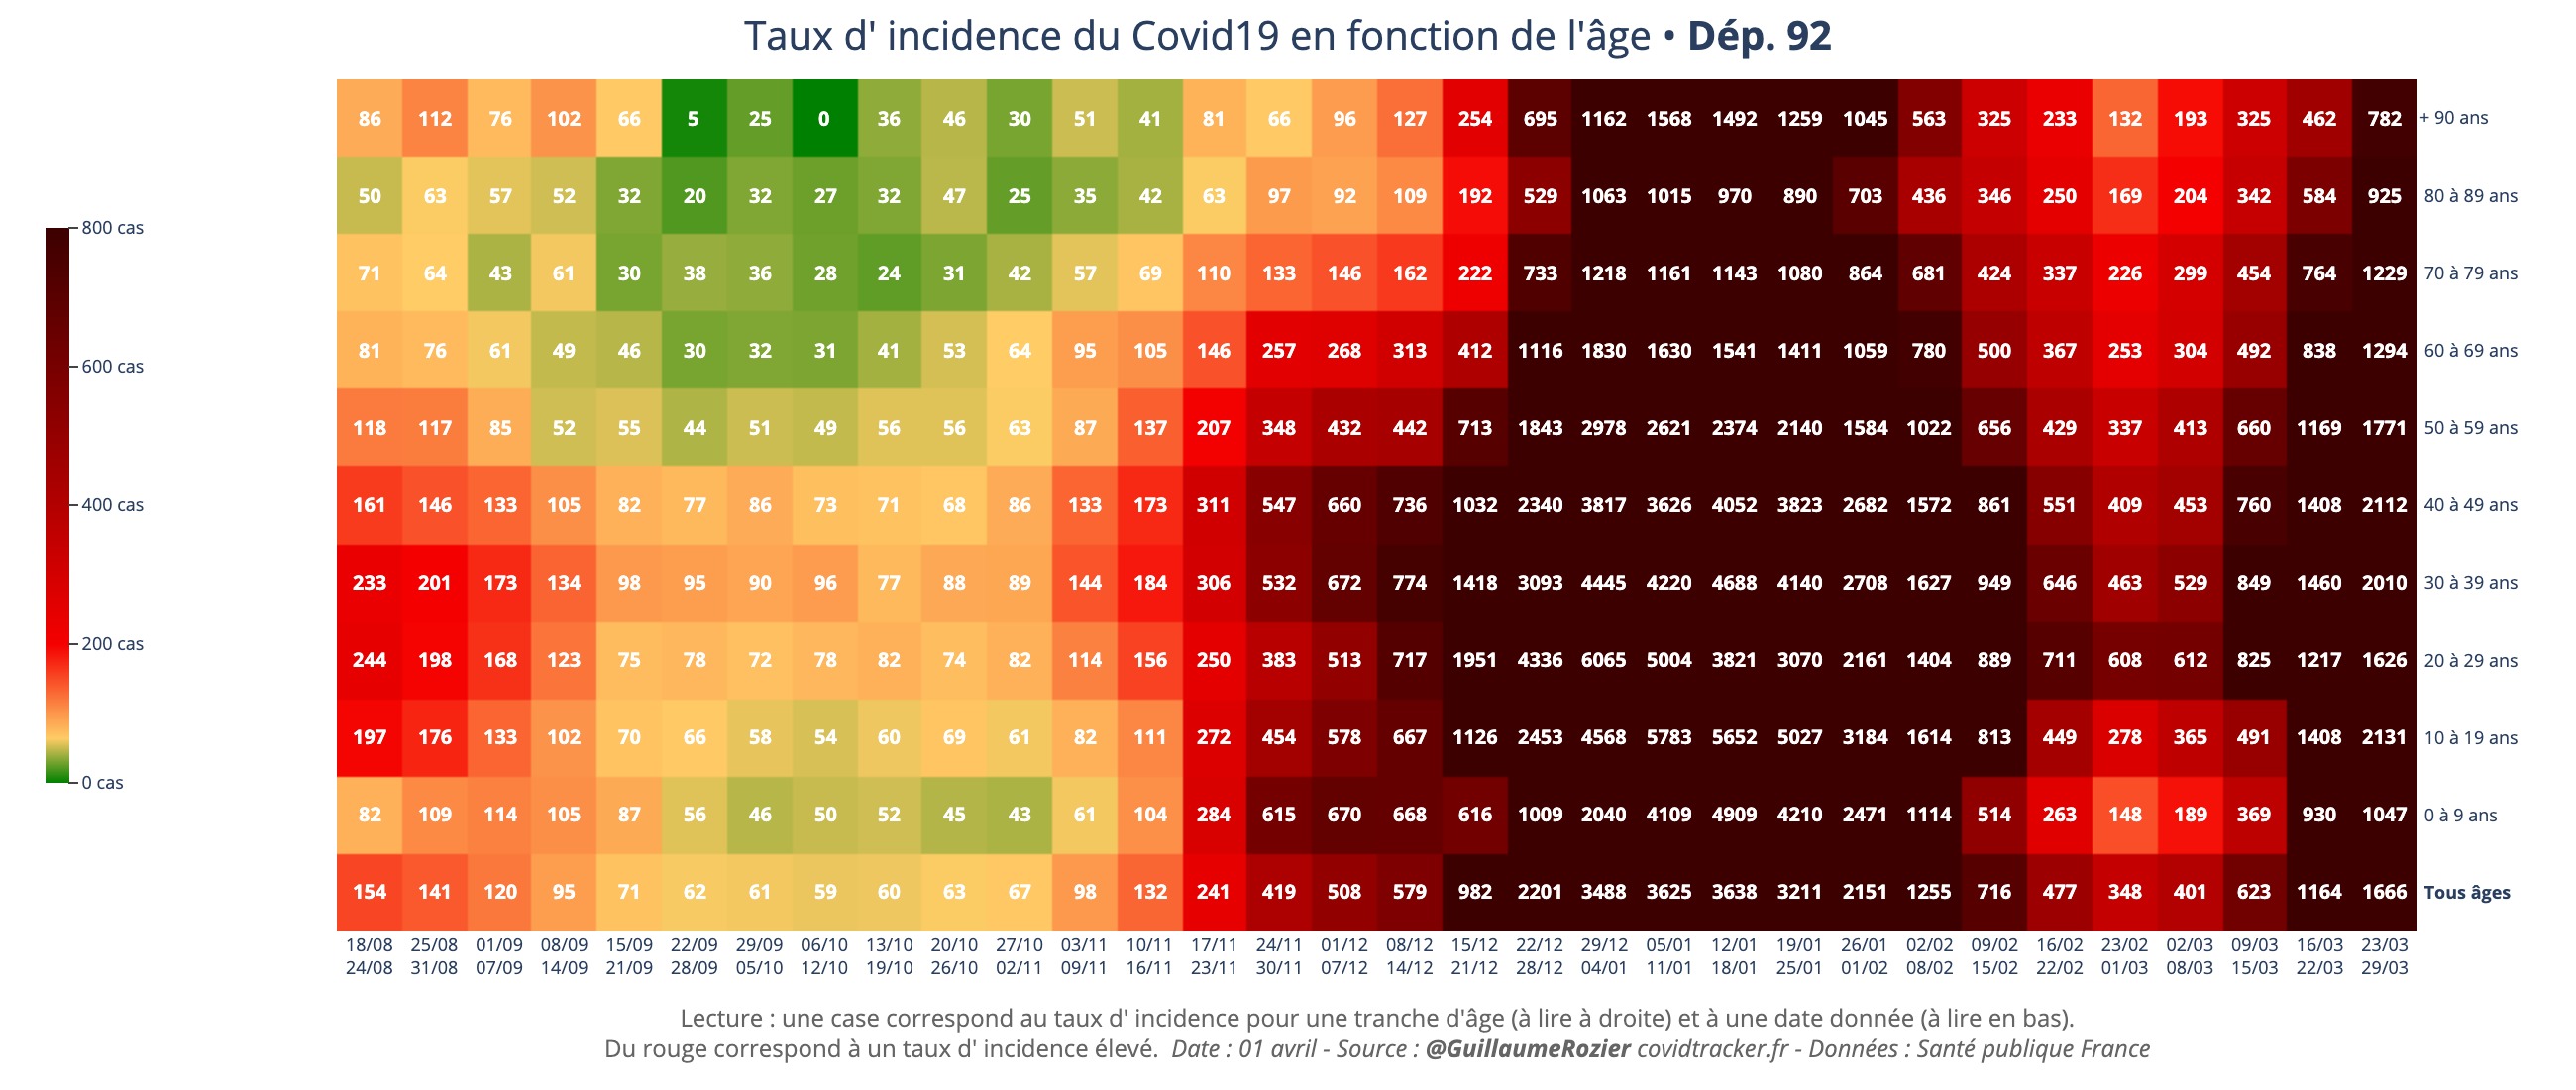 Taux d' incidence du Covid19 en fonction de l'âge • Dép. 92
86 112 76 102 66 5 25 0 36 46 30 51 41 81 66 96 127 254 695 1162 1568 1492 1259 1045 563 325 233 132 193 325 462 782 + 90 ans
50 63 57 52 32 20 32 27 32 47 25 35 42 63 97 92 109 192 529 1063 1015 970 890 703 436 346 250 169 204 342 584 925 80 à 89 ans
800 cas
71 64 43 61 30 38 36 28 24 31 42 57 69 110 133 146 162 222 733 1218 1161 1143 1080 864 681 424 337 226 299 454 764 1229 70 à 79 ans
81 76 61 49 46 30 32 31 41 53 64 95 105 146 257 268 313 412 1116 1830 1630 1541 1411 1059 780 500 367 253 304 492 838 1294 60 à 69 ans
600 cas
118 117 85 52 55 44 51 49 56 56 63 87 137 207 348 432 442 713 1843 2978 2621 2374 2140 1584 1022 656 429 337 413 660 1169 1771 50 à 59 ans
400 cas
161 146 133 105 82 77 86 73 71 68 86 133 173 311 547 660 736 1032 2340 3817 3626 4052 3823 2682 1572 861 551 409 453 760 1408 2112 40 à 49 ans
233 201 173 134 98 95 90 96 77 88 89 144 184 306 532 672 774 1418 3093 4445 4220 4688 4140 2708 1627 949 646 463 529 849 1460 2010 30 à 39 ans
200 cas
244 198 168 123 75 78 72 78 82 74 82 114 156 250 383 513 717 1951 4336 6065 5004 3821 3070 2161 1404 889 711 608 612 825 1217 1626 20 à 29 ans
197 176 133 102 70 66 58 54 60 69 61 82 111 272 454 578 667 1126 2453 4568 5783 5652 5027 3184 1614 813 449 278 365 491 1408 2131 10 à 19 ans
0 cas
82 109 114 105 87 56 46 50 52 45 43 61 104 284 615 670 668 616 1009 2040 4109 4909 4210 2471 1114 514 263 148 189 369 930 1047 0 à 9 ans
154 141 120 95 71 62 61 59 60 63 67 98 132 241 419 508 579 982 2201 3488 3625 3638 3211 2151 1255 716 477 348 401 623 1164 1666 Tous âges
18/08 25/08 01/09 08/09 15/09 22/09 29/09 06/10 13/10 20/10 27/10 03/11 10/11 17/11 24/11 01/12 08/12 15/12 22/12 29/12 05/01 12/01 19/01 26/01 02/02 09/02 16/02 23/02 02/03 09/03 16/03 23/03
24/08 31/08 07/09 14/09 21/09 28/09 05/10 12/10 19/10 26/10 02/11 09/11 16/11 23/11 30/11 07/12 14/12 21/12 28/12 04/01 11/01 18/01 25/01 01/02 08/02 15/02 22/02 01/03 08/03 15/03 22/03 29/03
Lecture : une case correspond au taux d' incidence pour une tranche d'âge (à lire à droite) et à une date donnée (à lire en bas).
Du rouge correspond à un taux d' incidence élevé. Date : 01 avril - Source : @GuillaumeRozier covidtracker.fr - Données : Santé publique France